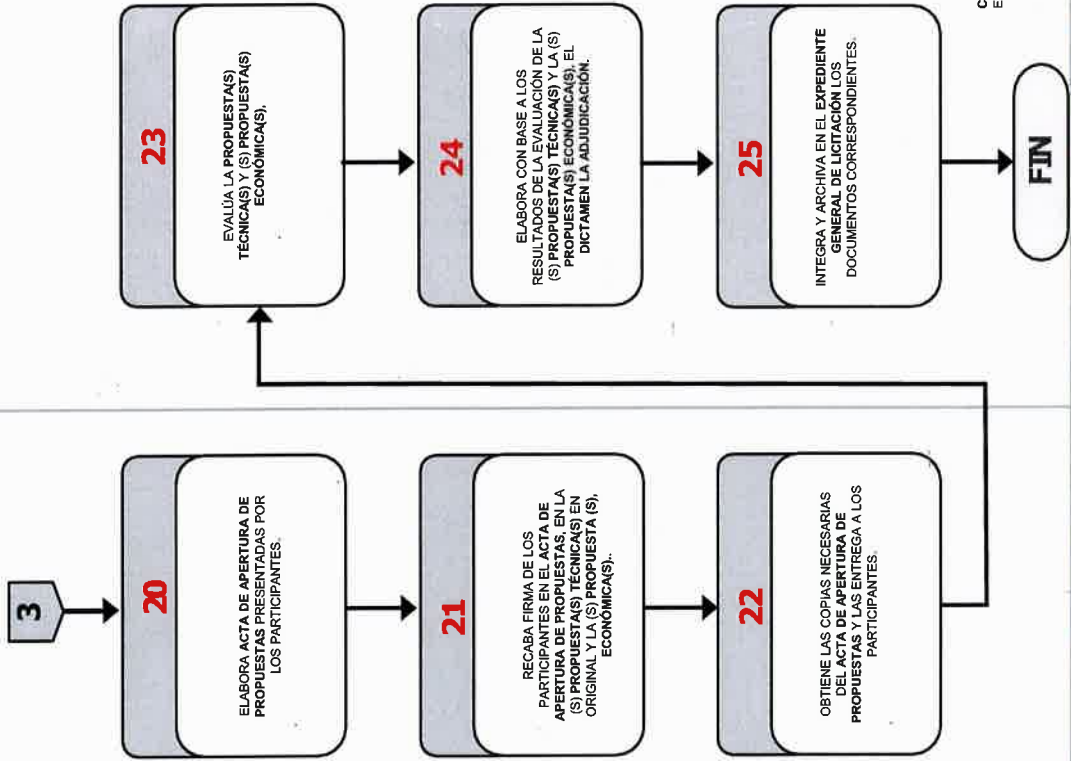 3
20
ELABORA ACTA DE APERTURA DE
PROPUESTAS PRESENTADAS POR
LOS PARTICIPANTES.
21
RECABA FIRMA DE LOS
PARTICIPANTES EN EL ACTA DE
APERTURA DE PROPUESTAS, EN LA
(S) PROPUESTA(S) TÉCNICA(S) EN
ORIGINAL Y LA (S) PROPUESTA (S),
ECONÓMICA(S)..
22
OBTIENE LAS COPIAS NECESARIAS
DEL ACTA DE APERTURA DE
PROPUESTAS Y LAS ENTREGA A LOS
PARTICIPANTES.
23
EVALÚA LA PROPUESTA(S)
TÉCNICA(S) Y (S) PROPUESTA(S)
ECONÓMICA(S),
24
ELABORA CON BASE A LOS
RESULTADOS DE LA EVALUACIÓN DE LA
(S) PROPUESTA(S) TÉCNICA(S) Y LA (S)
PROPUESTA(S) ECONÓMICA(S), EL
DICTAMEN LA ADJUDICACIÓN.
25
INTEGRA Y ARCHIVA EN EL EXPEDIENTE
GENERAL DE LICITACIÓN LOS
DOCUMENTOS CORRESPONDIENTES.
FIN
C
E